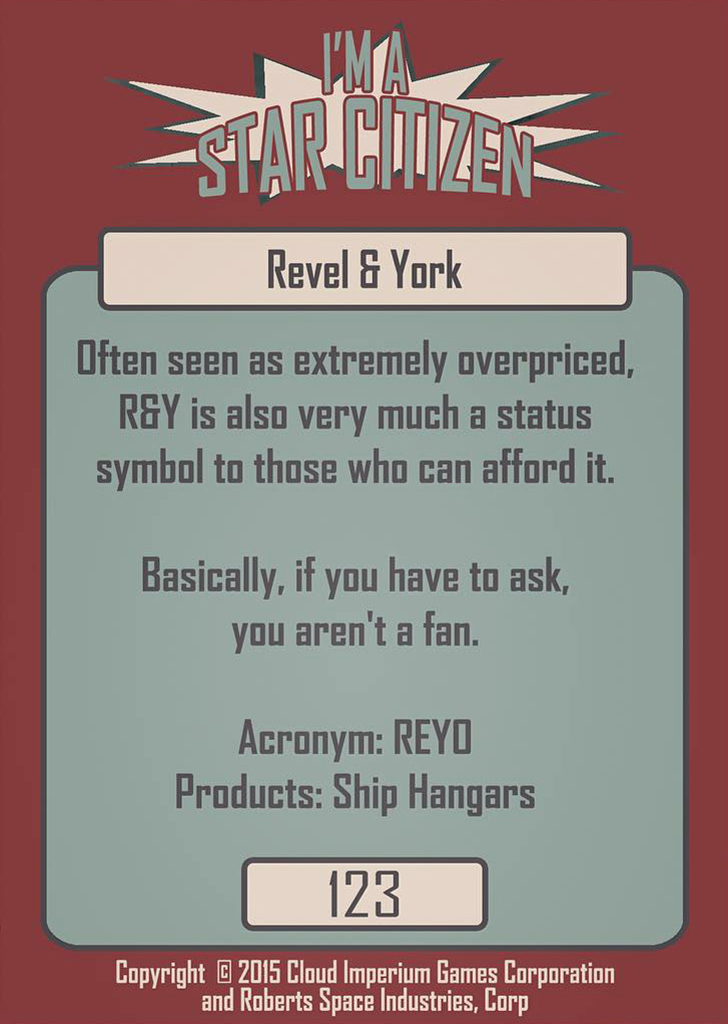 I'M A
STAR CITIZEN
Revel & York
Often seen as extremely overpriced,
R&Y is also very much a status
symbol to those who can afford it.
Basically, if you have to ask,
you aren't a fan.
Acronym: REYO
Products: Ship Hangars
123
Copyright © 2015 Cloud Imperium Games Corporation
and Roberts Space Industries, Corp